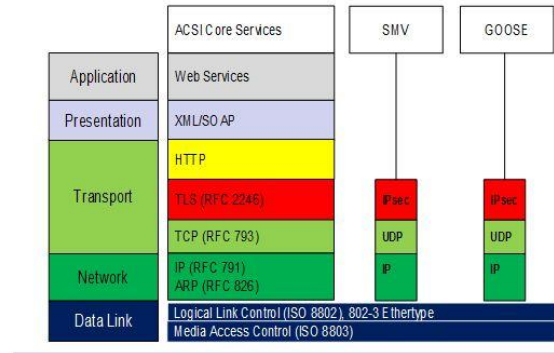 ACSI Core Services
SMV
GOOSE
Application
Web Services
Presentation
XML/SOAP
HTTP
Transport
TLS (RFC 2246)
IPsec
IPsec
TCP (RFC 793)
UDP
UDP
Network
IP (RFC 791)
ARP (RFC 826)
IP
IP
Data Link
Logical Link Control (ISO 8802), 802-3 Ethertype
Media Access Control (ISO 8803)